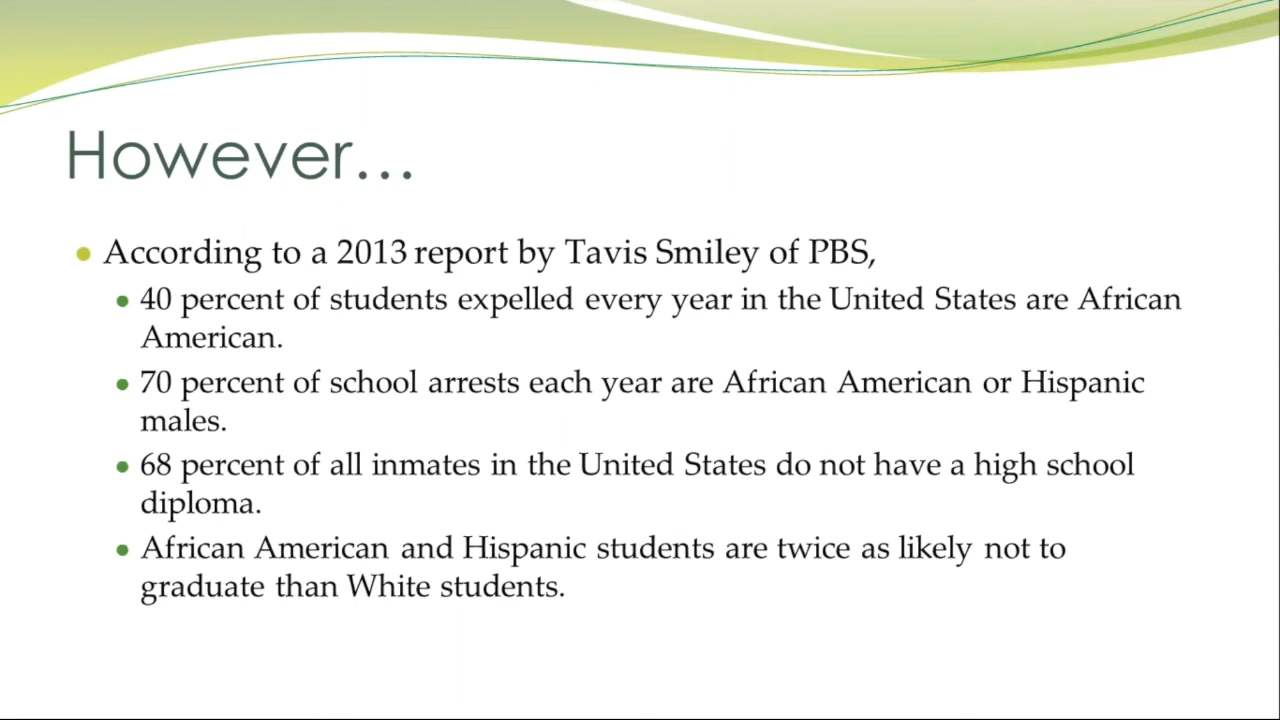 However...
• According to a 2013 report by Tavis Smiley of PBS,
• 40 percent of students expelled every year in the United States are African
American.
• 70 percent of school arrests each year are African American or Hispanic
males.
• 68 percent of all inmates in the United States do not have a high school
diploma.
• African American and Hispanic students are twice as likely not to
graduate than White students.